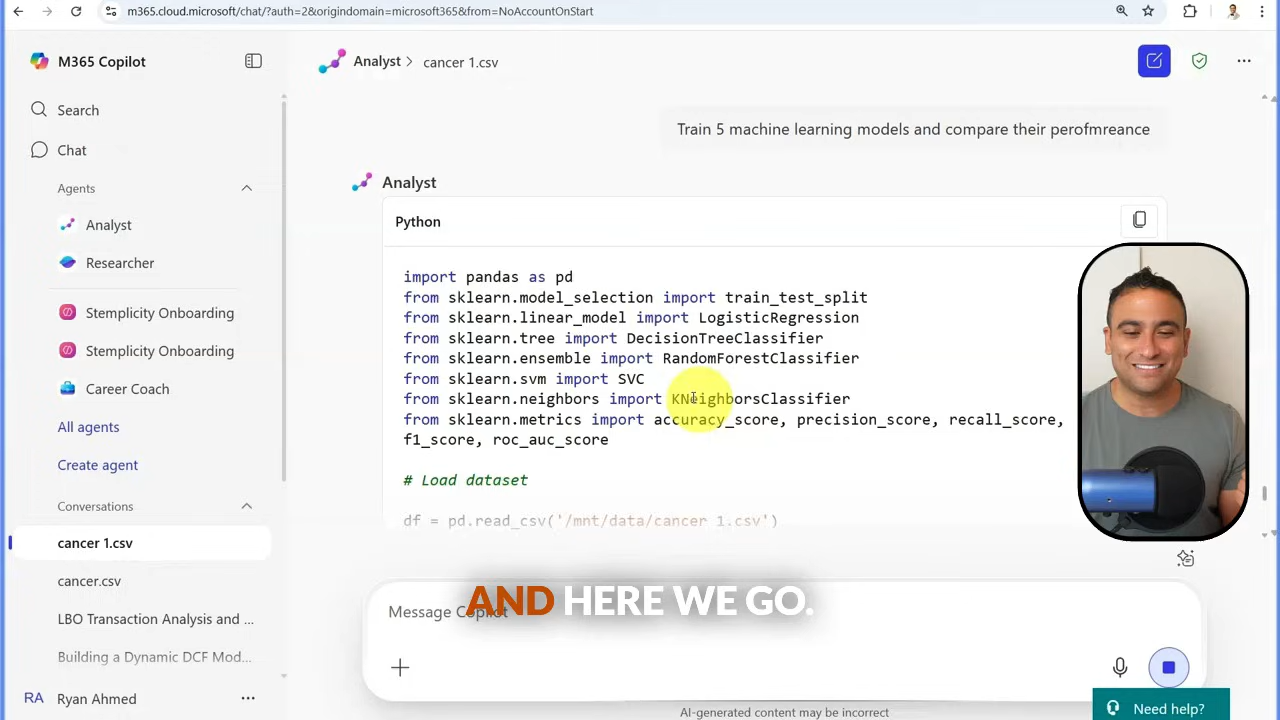 m365.cloud.microsoft/chat/?auth=2&origindomain=microsoft365&from=NoAccountOnStart
M365 Copilot
Search
Chat
Agents
Analyst
Researcher
Stemplicity Onboarding
Stemplicity Onboarding
Career Coach
All agents
Create agent
Conversations
cancer 1.csv
cancer.csv
LBO Transaction Analysis and ...
Building a Dynamic DCF Mod...
RA Ryan Ahmed
Analyst > cancer 1.csv
Train 5 machine learning models and compare their perofmreance
Analyst
Python
import pandas as pd
from sklearn.model_selection import train_test_split
from sklearn.linear_model import LogisticRegression
from sklearn.tree import DecisionTreeClassifier
from sklearn.ensemble import RandomForestClassifier
from sklearn.svm import SVC
from sklearn.neighbors import KNeighborsClassifier
from sklearn.metrics import accuracy_score, precision_score, recall_score,
f1_score, roc_auc_score
# Load dataset
df = pd.read_csv('/mnt/data/cancer 1.csv')
Message Copilot
AND HERE WE GO.
AI-generated content may be incorrect
Need help?